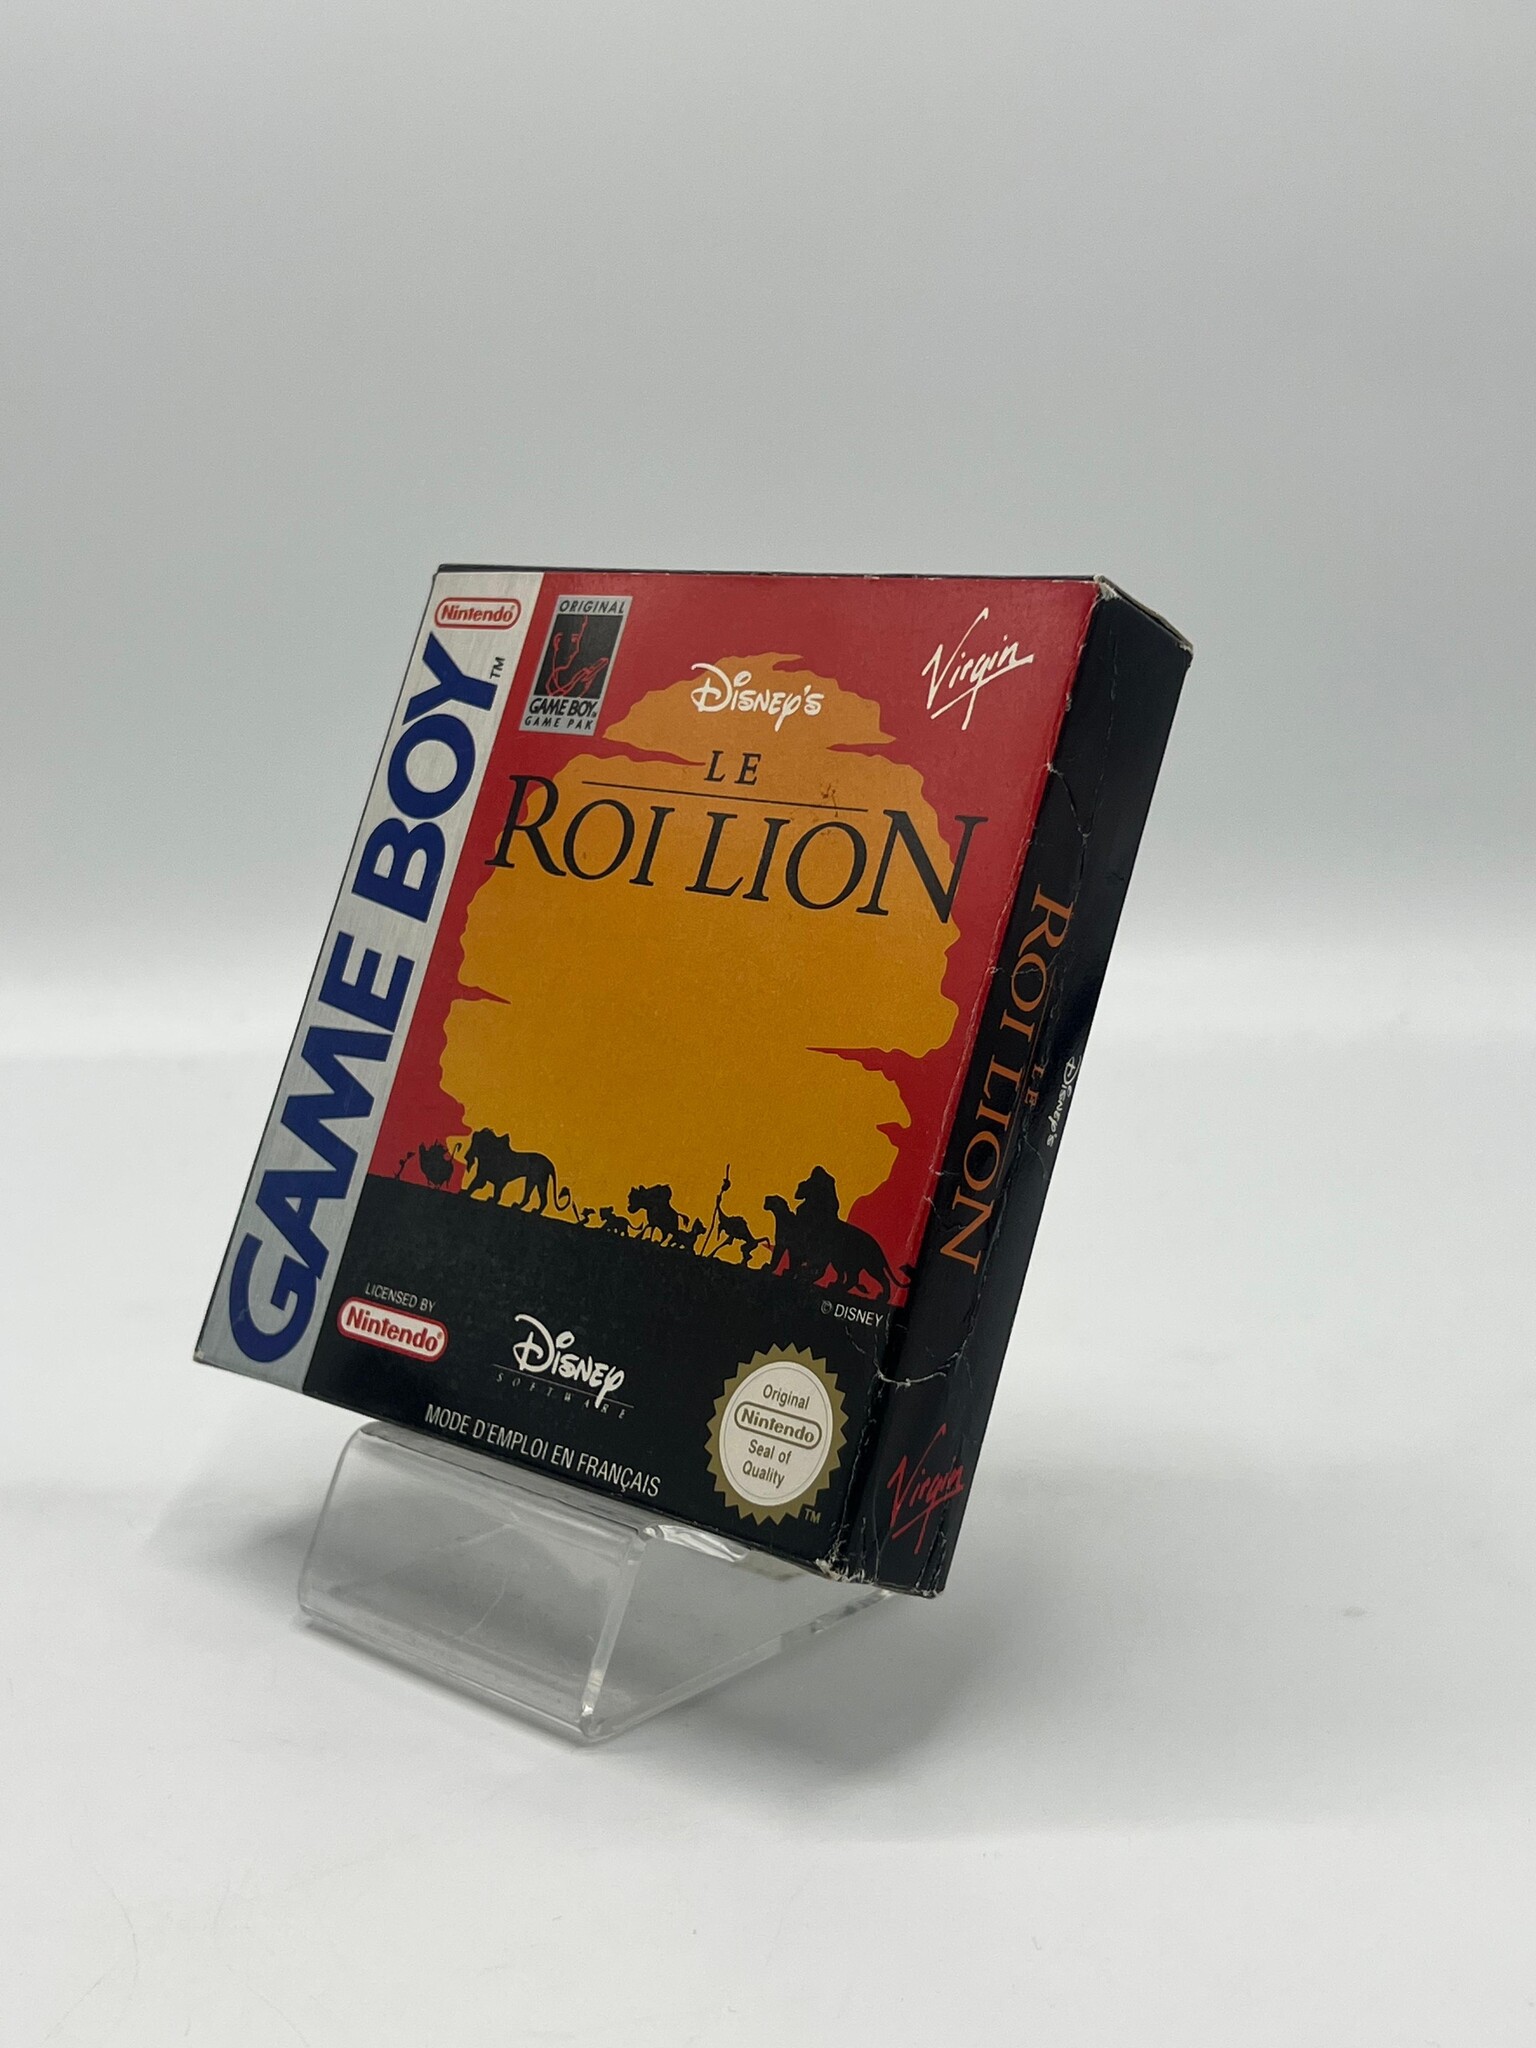 Nintendo
GAME BOY™
ORIGINAL
GAME BOY™
GAME PAK
DISNEY'S
LE
ROI LION
Virgin
© DISNEY
LICENSED BY
Nintendo
DISNEY
SOFTWARE
MODE D'EMPLOI EN FRANÇAIS
Original
Nintendo
Seal of
Quality
TM
DISNEY'S
LE
ROI LION
Virgin